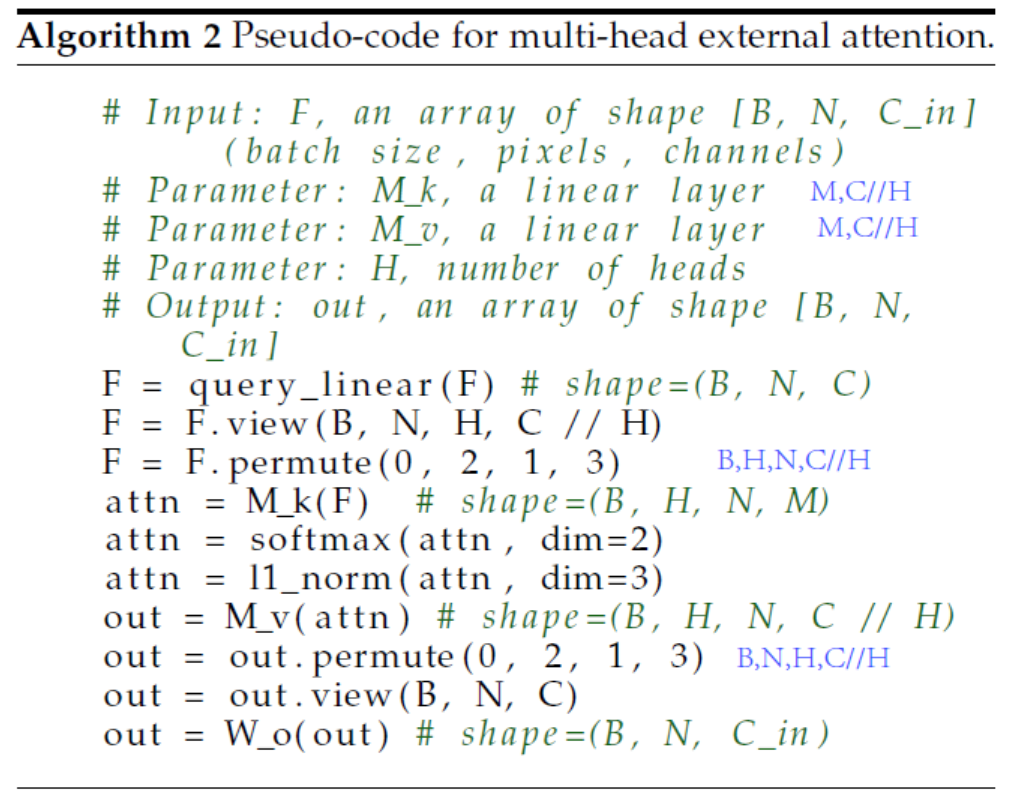 Algorithm 2 Pseudo-code for multi-head external attention.
# Input: F, an array of shape [B, N, C_in]
(batch size, pixels, channels)
# Parameter: M_k, a linear layer M,C//H
# Parameter: M_v, a linear layer M,C//H
# Parameter: H, number of heads
# Output: out, an array of shape [B, N,
C_in]
F = query_linear(F) # shape=(B, N, C)
F = F.view(B, N, H, C // H)
F = F.permute(0, 2, 1, 3) B,H,N,C//H
attn = M_k(F) # shape=(B, H, N, M)
attn = softmax(attn, dim=2)
attn = l1_norm(attn, dim=3)
out = M_v(attn) # shape=(B, H, N, C // H)
out = out.permute(0, 2, 1, 3) B,N,H,C//H
out = out.view(B, N, C)
out = W_o(out) # shape=(B, N, C_in)